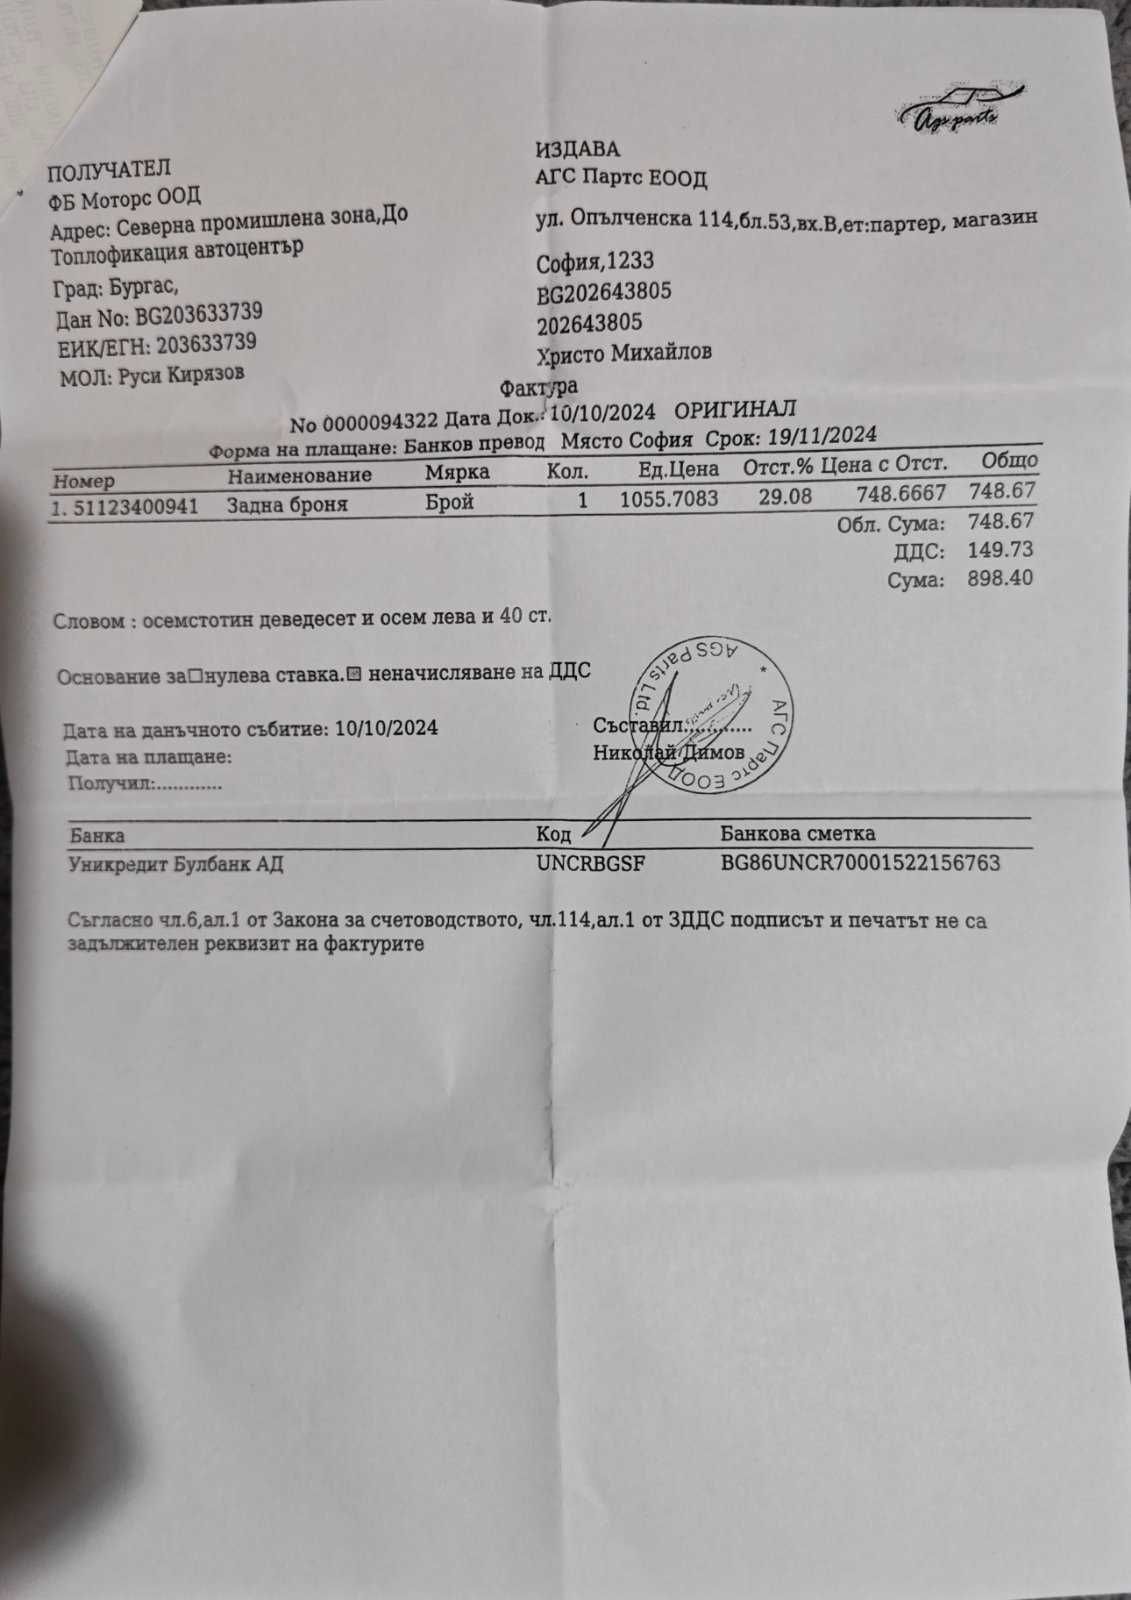 Ags parts
ПОЛУЧАТЕЛ
ФБ Моторс ООД
Адрес: Северна промишлена зона,До
Топлофикация автоцентър
Град: Бургас,
Дан No: BG203633739
ЕИК/ЕГН: 203633739
МОЛ: Руси Кирязов
ИЗДАВА
АГС Партс ЕООД
ул. Опълченска 114,бл.53,вх.В,ет:партер, магазин
София,1233
BG202643805
202643805
Христо Михайлов
Фактура
No 0000094322 Дата Док.: 10/10/2024 ОРИГИНАЛ
Форма на плащане: Банков превод Място София Срок: 19/11/2024
Номер Наименование Мярка Кол. Ед.Цена Отст.% Цена с Отст. Общо
1. 51123400941 Задна броня Брой 1 1055.7083 29.08 748.6667 748.67
Обл. Сума: 748.67
ДДС: 149.73
Сума: 898.40
Словом : осемстотин деведесет и осем лева и 40 ст.
Основание за☐нулева ставка.☑ неначисляване на ДДС
Дата на данъчното събитие: 10/10/2024
Дата на плащане:
Получил:............
Съставил............
Николай Димов
AGS Parts Ltd. * АГС Партс ЕООД
Банка Код Банкова сметка
Уникредит Булбанк АД UNCRBGSF BG86UNCR70001522156763
Съгласно чл.6,ал.1 от Закона за счетоводството, чл.114,ал.1 от ЗДДС подписът и печатът не са
задължителен реквизит на фактурите